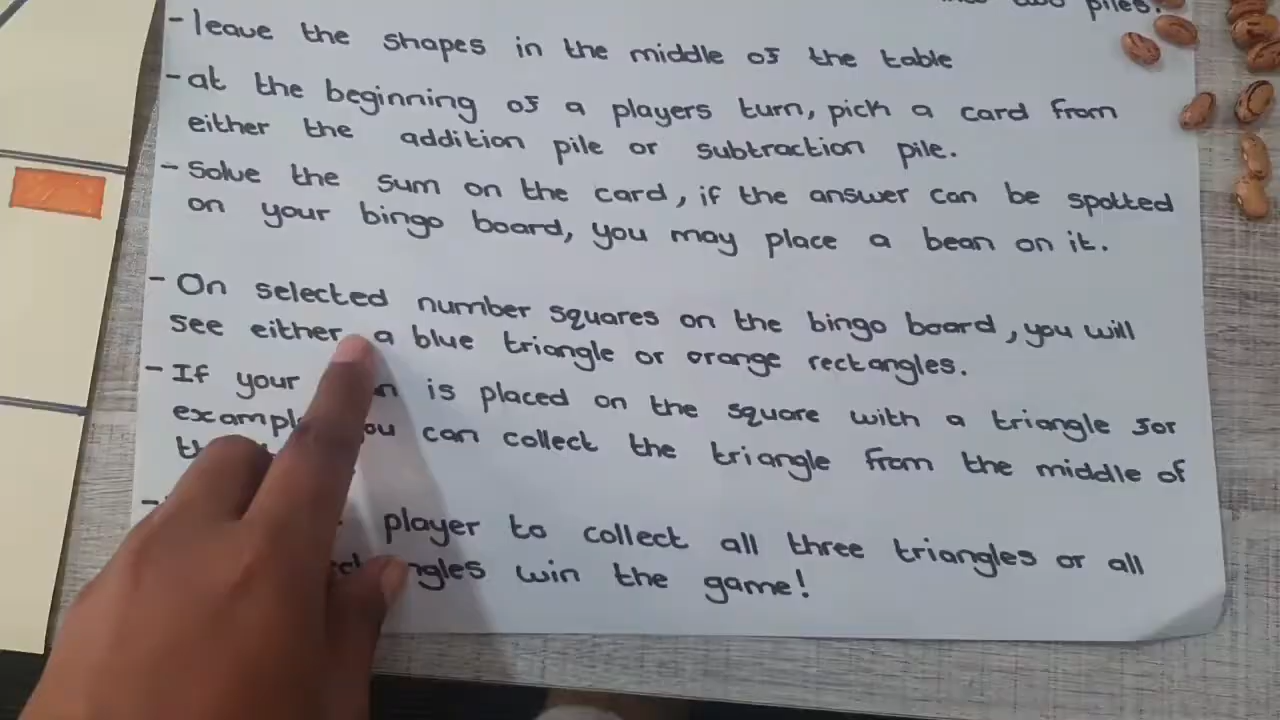 two piles.
- leave the shapes in the middle of the table
- at the beginning of a players turn, pick a card from
either the addition pile or subtraction pile.
- Solve the sum on the card, if the answer can be spotted
on your bingo board, you may place a bean on it.
- On selected number squares on the bingo board, you will
see either a blue triangle or orange rectangles.
- If your is placed on the square with a triangle for
example you can collect the triangle from the middle of
player to collect all three triangles or all
win the game!